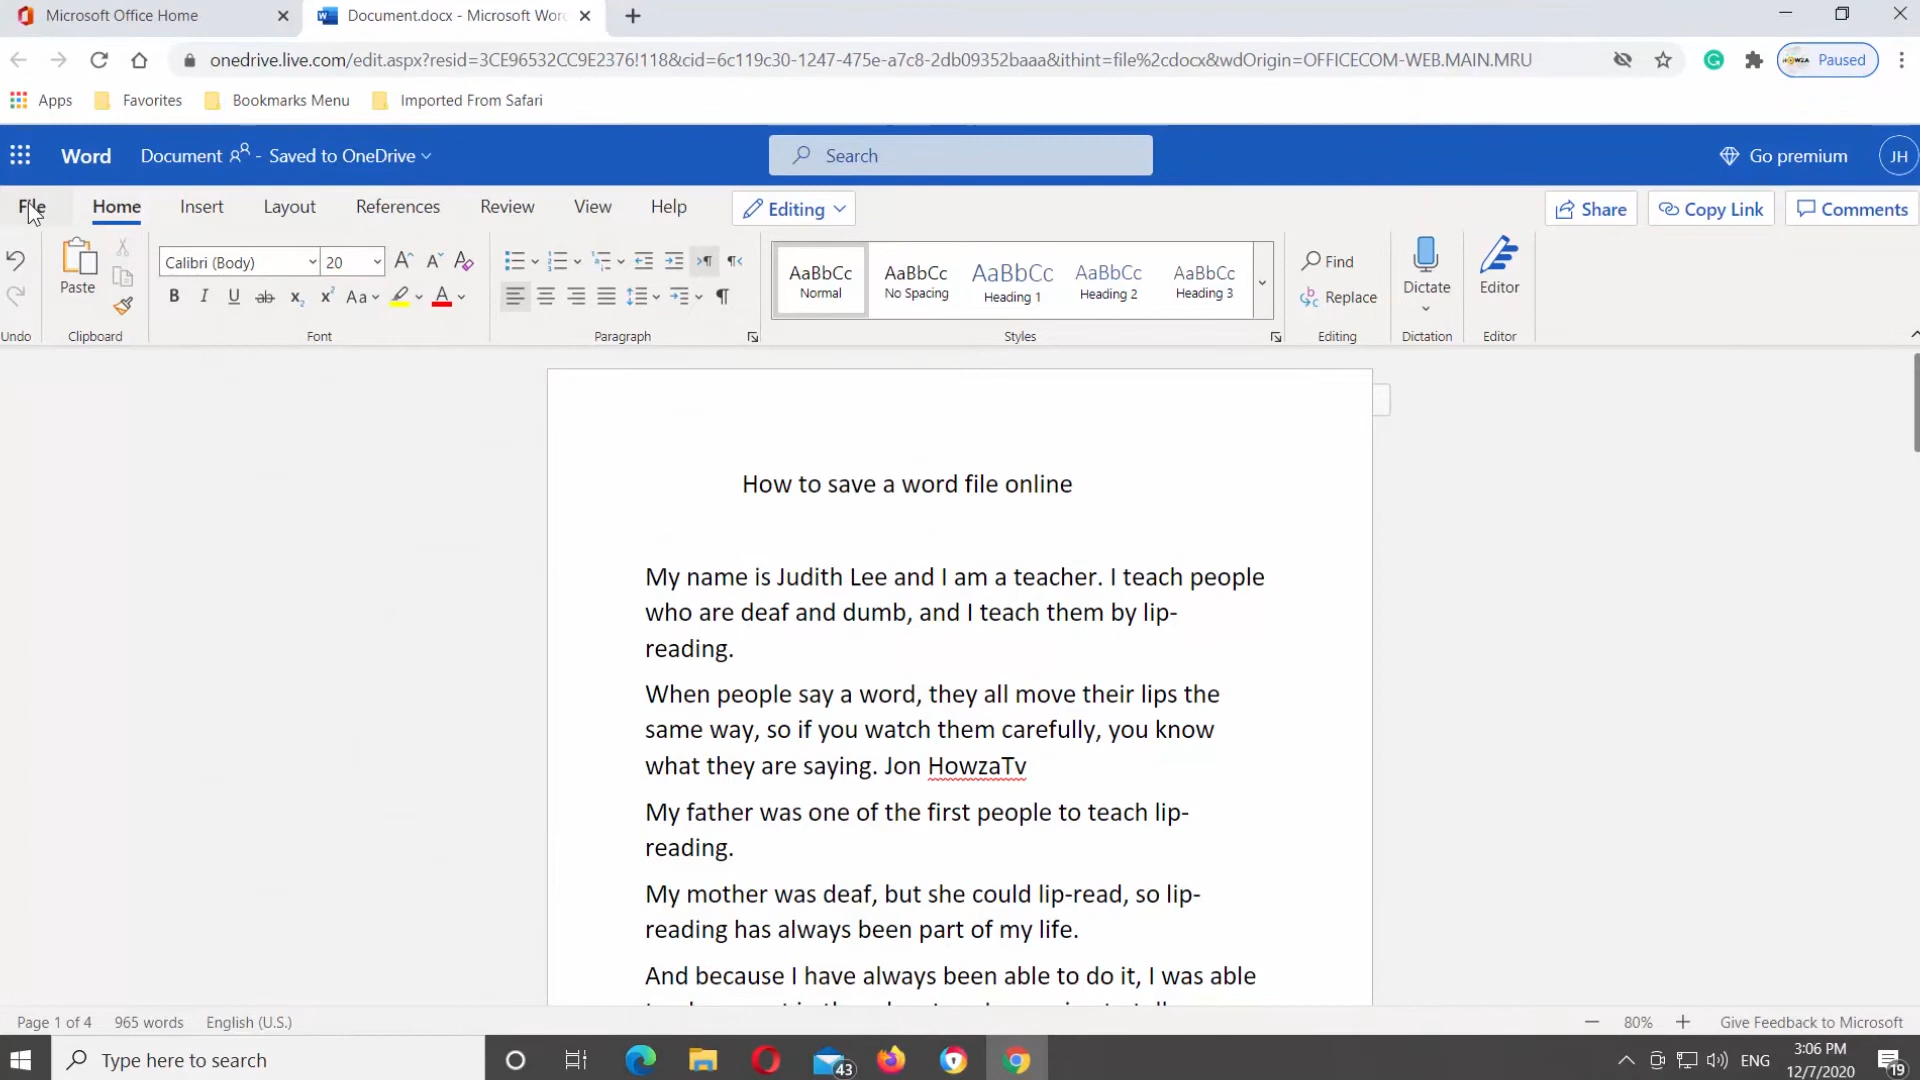 Microsoft Office Home
Document.docx - Microsoft Wor
onedrive.live.com/edit.aspx?resid=3CE96532CC9E2376!118&cid=6c119c30-1247-475e-a7c8-2db09352baaa&ithint=file%2cdocx&wdOrigin=OFFICECOM-WEB.MAIN.MRU
Paused
Apps Favorites Bookmarks Menu Imported From Safari
Word Document - Saved to OneDrive Search Go premium JH
File Home Insert Layout References Review View Help Editing Share Copy Link Comments
Paste Calibri (Body) 20 AaBbCc AaBbCc AaBbCc AaBbCc AaBbCc Find Dictate Editor
Normal No Spacing Heading 1 Heading 2 Heading 3 Replace
Undo Clipboard Font Paragraph Styles Editing Dictation Editor
How to save a word file online
My name is Judith Lee and I am a teacher. I teach people
who are deaf and dumb, and I teach them by lip-
reading.
When people say a word, they all move their lips the
same way, so if you watch them carefully, you know
what they are saying. Jon HowzaTv
My father was one of the first people to teach lip-
reading.
My mother was deaf, but she could lip-read, so lip-
reading has always been part of my life.
And because I have always been able to do it, I was able
Page 1 of 4 965 words English (U.S.) 80% Give Feedback to Microsoft
Type here to search 43 ENG 3:06 PM
12/7/2020 19